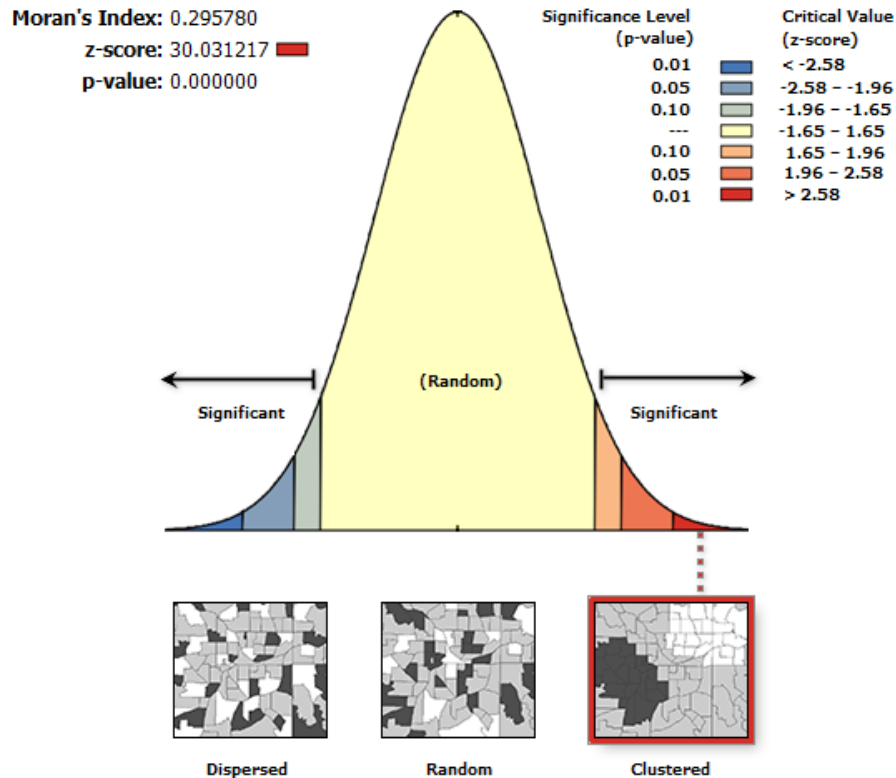 Moran's Index: 0.295780
z-score: 30.031217
p-value: 0.000000
Significance Level
(p-value)
Critical Value
(z-score)
0.01 < -2.58
0.05 -2.58 – -1.96
0.10 -1.96 – -1.65
--- -1.65 – 1.65
0.10 1.65 – 1.96
0.05 1.96 – 2.58
0.01 > 2.58
Significant
(Random)
Significant
Dispersed
Random
Clustered